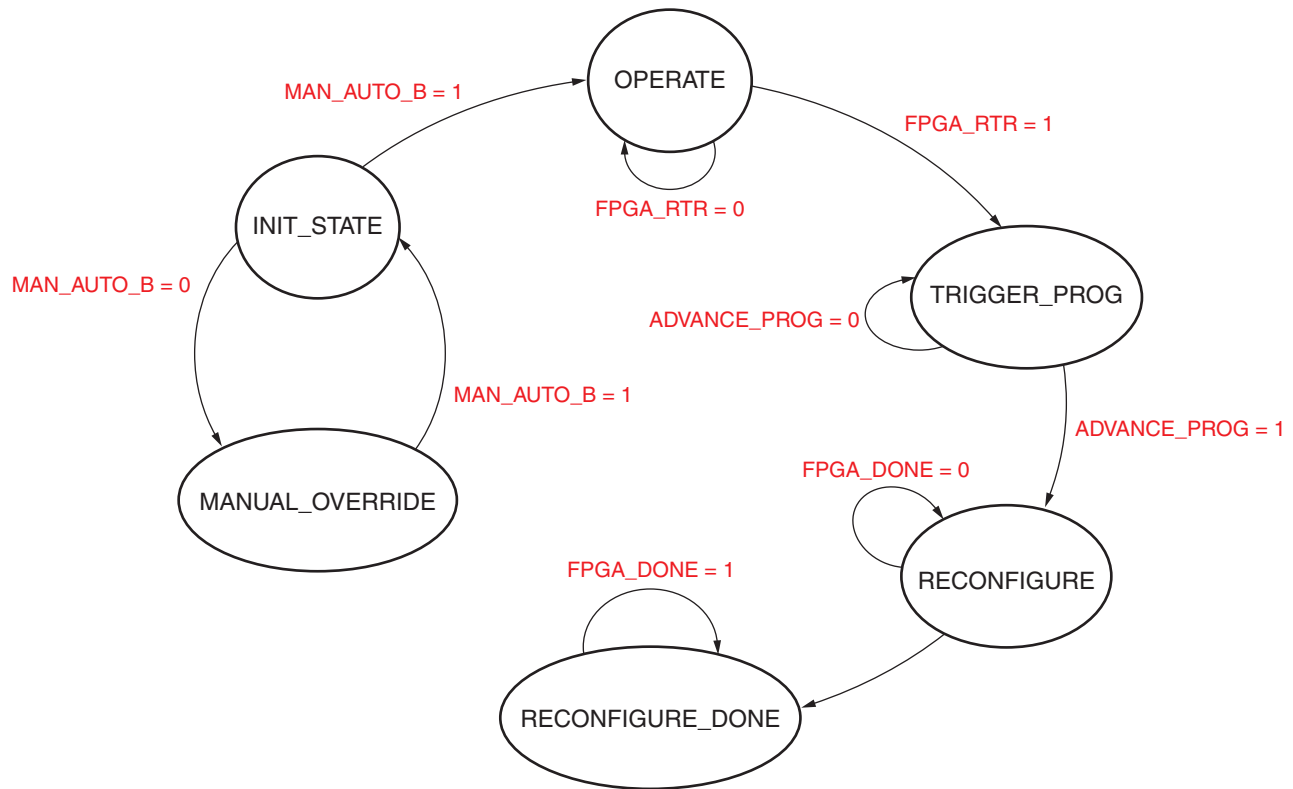 OPERATE
MAN_AUTO_B = 1
FPGA_RTR = 1
FPGA_RTR = 0
INIT_STATE
MAN_AUTO_B = 0
TRIGGER_PROG
ADVANCE_PROG = 0
MAN_AUTO_B = 1
ADVANCE_PROG = 1
FPGA_DONE = 0
MANUAL_OVERRIDE
FPGA_DONE = 1
RECONFIGURE
RECONFIGURE_DONE